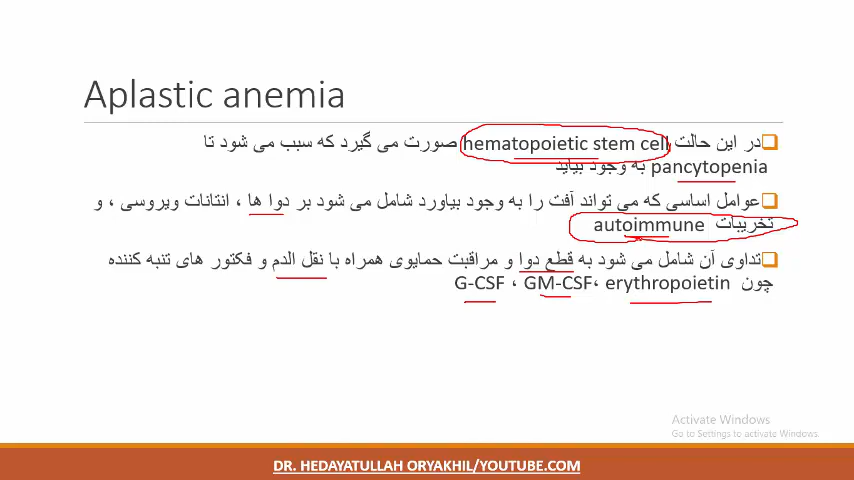 Aplastic anemia
در این حالت hematopoietic stem cell صورت می گیرد که سبب می شود تا
pancytopenia به وجود بیاید
عوامل اساسی که می تواند آفت را به وجود بیاورد شامل می شود بر دوا ها ، انتانات ویروسی ، و
تخریبات autoimmune
تداوی آن شامل می شود به قطع دوا و مراقبت حمایوی همراه با نقل الدم و فکتور های تنبه کننده
چون G-CSF ، GM-CSF، erythropoietin
Activate Windows
Go to Settings to activate Windows.
DR. HEDAYATULLAH ORYAKHIL/YOUTUBE.COM